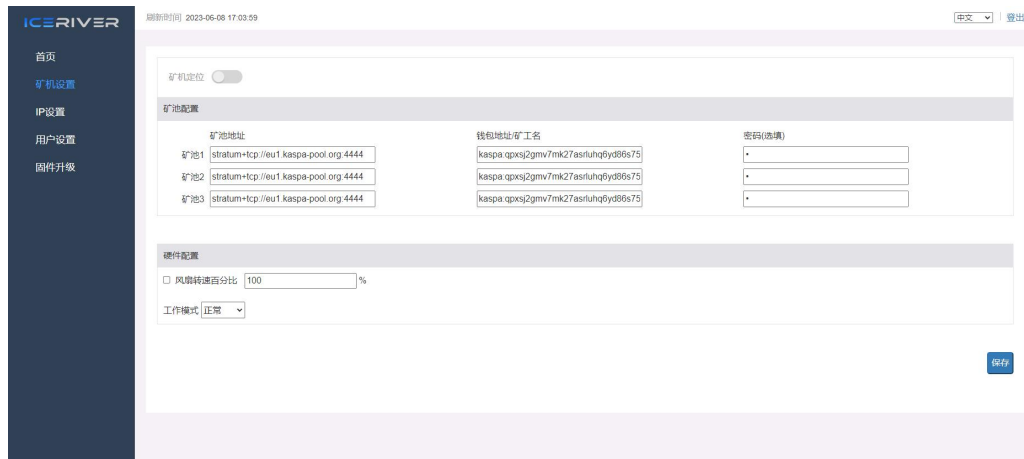 ICERIVER
刷新时间 2023-06-08 17:03:59
中文
登出
首页
矿机设置
IP设置
用户设置
固件升级
矿机定位
矿池配置
矿池地址 钱包地址/矿工名 密码(选填)
矿池1 stratum+tcp://eu1.kaspa-pool.org:4444 kaspa:qpxsj2gmv7mk27asrluhq6yd86s75 •
矿池2 stratum+tcp://eu1.kaspa-pool.org:4444 kaspa:qpxsj2gmv7mk27asrluhq6yd86s75 •
矿池3 stratum+tcp://eu1.kaspa-pool.org:4444 kaspa:qpxsj2gmv7mk27asrluhq6yd86s75 •
硬件配置
风扇转速百分比 100 %
工作模式 正常
保存